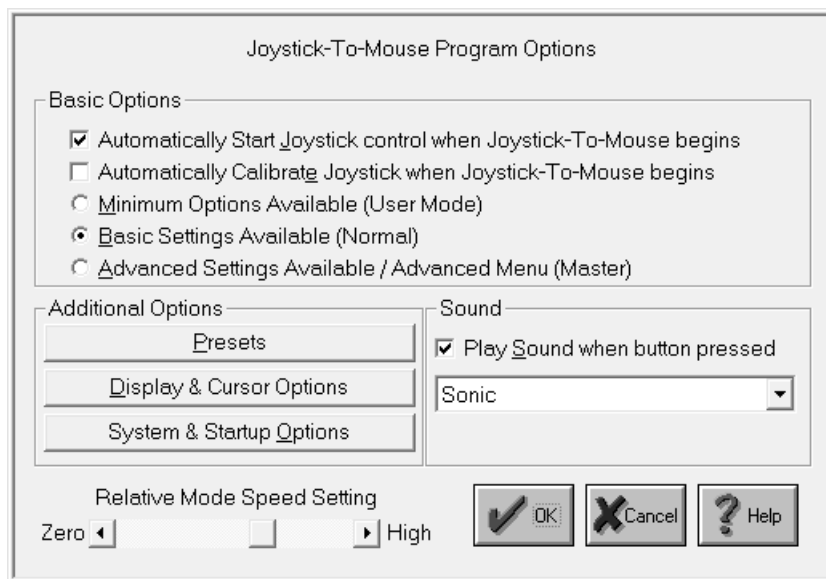 Joystick-To-Mouse Program Options
Basic Options
Automatically Start Joystick control when Joystick-To-Mouse begins
Automatically Calibrate Joystick when Joystick-To-Mouse begins
Minimum Options Available (User Mode)
Basic Settings Available (Normal)
Advanced Settings Available / Advanced Menu (Master)
Additional Options
Presets
Display & Cursor Options
System & Startup Options
Sound
Play Sound when button pressed
Sonic
Relative Mode Speed Setting
Zero High
OK
Cancel
Help